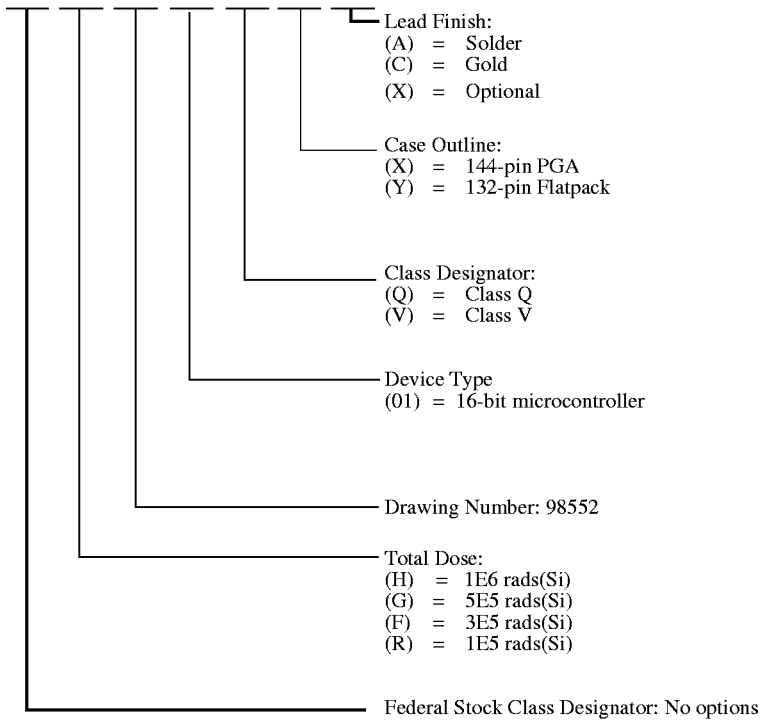 Lead Finish:
(A) = Solder
(C) = Gold
(X) = Optional
Case Outline:
(X) = 144-pin PGA
(Y) = 132-pin Flatpack
Class Designator:
(Q) = Class Q
(V) = Class V
Device Type
(01) = 16-bit microcontroller
Drawing Number: 98552
Total Dose:
(H) = 1E6 rads(Si)
(G) = 5E5 rads(Si)
(F) = 3E5 rads(Si)
(R) = 1E5 rads(Si)
Federal Stock Class Designator: No options